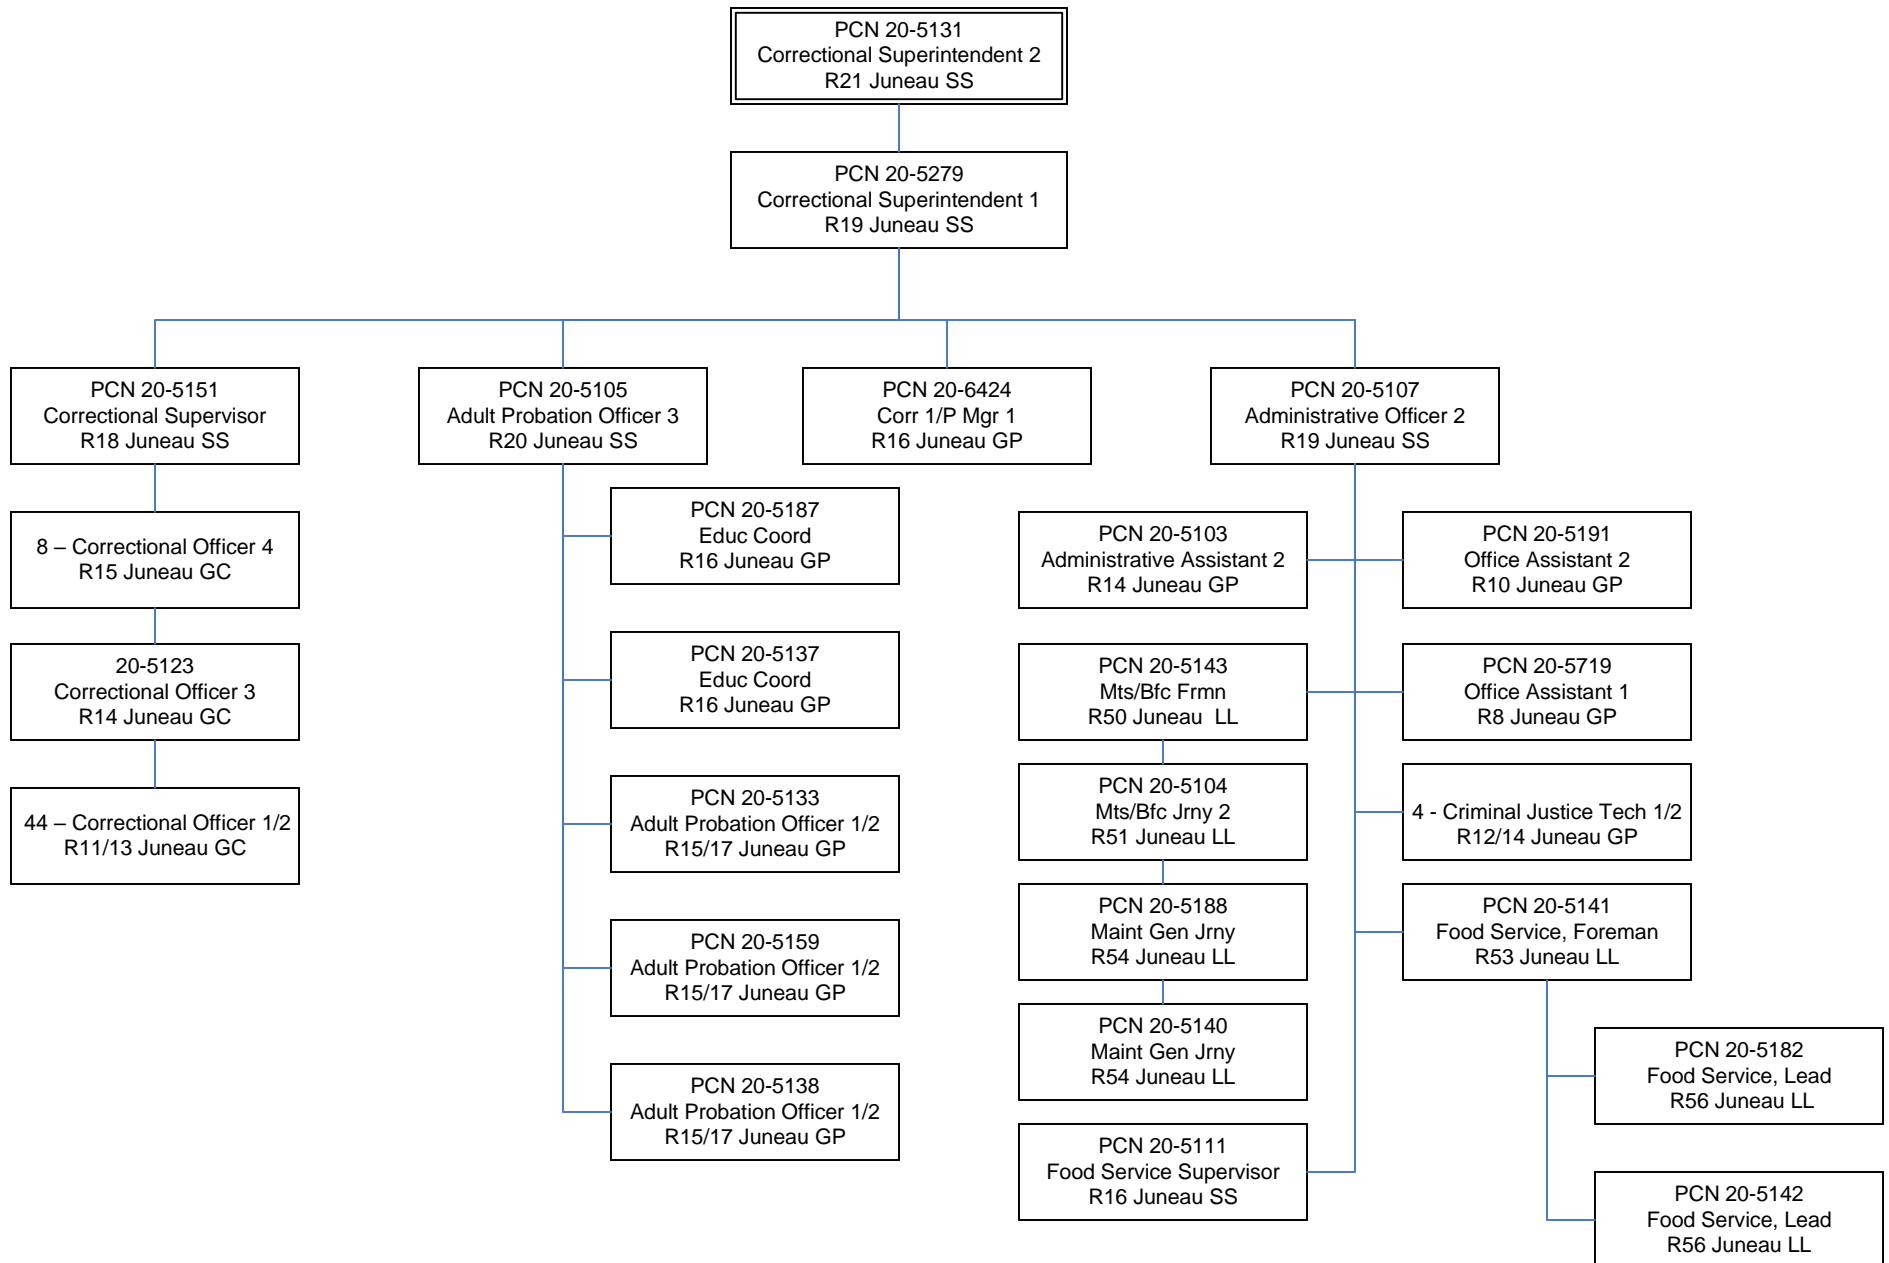 PCN 20-5131
Correctional Superintendent 2
R21 Juneau SS
PCN 20-5279
Correctional Superintendent 1
R19 Juneau SS
PCN 20-5151
Correctional Supervisor
R18 Juneau SS
8 – Correctional Officer 4
R15 Juneau GC
20-5123
Correctional Officer 3
R14 Juneau GC
44 – Correctional Officer 1/2
R11/13 Juneau GC
PCN 20-5105
Adult Probation Officer 3
R20 Juneau SS
PCN 20-5187
Educ Coord
R16 Juneau GP
PCN 20-5137
Educ Coord
R16 Juneau GP
PCN 20-5133
Adult Probation Officer 1/2
R15/17 Juneau GP
PCN 20-5159
Adult Probation Officer 1/2
R15/17 Juneau GP
PCN 20-5138
Adult Probation Officer 1/2
R15/17 Juneau GP
PCN 20-6424
Corr 1/P Mgr 1
R16 Juneau GP
PCN 20-5107
Administrative Officer 2
R19 Juneau SS
PCN 20-5103
Administrative Assistant 2
R14 Juneau GP
PCN 20-5143
Mts/Bfc Frmn
R50 Juneau  LL
PCN 20-5104
Mts/Bfc Jrny 2
R51 Juneau LL
PCN 20-5188
Maint Gen Jrny
R54 Juneau LL
PCN 20-5140
Maint Gen Jrny
R54 Juneau LL
PCN 20-5111
Food Service Supervisor
R16 Juneau SS
PCN 20-5191
Office Assistant 2
R10 Juneau GP
PCN 20-5719
Office Assistant 1
R8 Juneau GP
4 - Criminal Justice Tech 1/2
R12/14 Juneau GP
PCN 20-5141
Food Service, Foreman
R53 Juneau LL
PCN 20-5182
Food Service, Lead
R56 Juneau LL
PCN 20-5142
Food Service, Lead
R56 Juneau LL